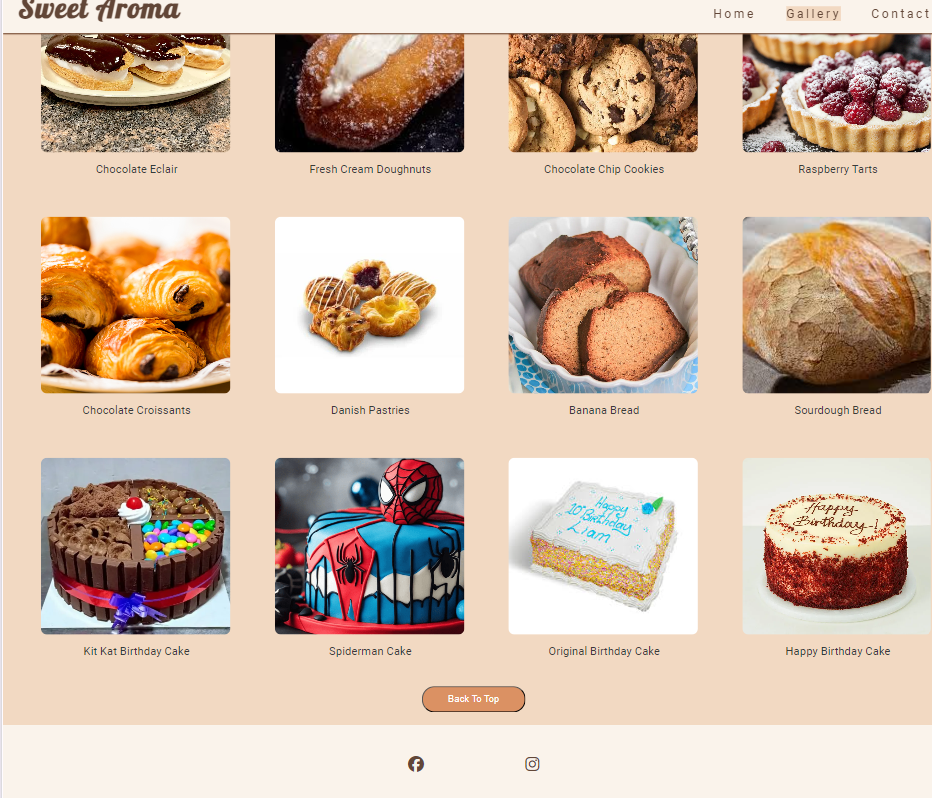 Sweet Aroma
Home Gallery Contact
Chocolate Eclair
Fresh Cream Doughnuts
Chocolate Chip Cookies
Raspberry Tarts
Chocolate Croissants
Danish Pastries
Banana Bread
Sourdough Bread
Happy
10th Birthday
Liam
Happy
Birthday!
Kit Kat Birthday Cake
Spiderman Cake
Original Birthday Cake
Happy Birthday Cake
Back To Top